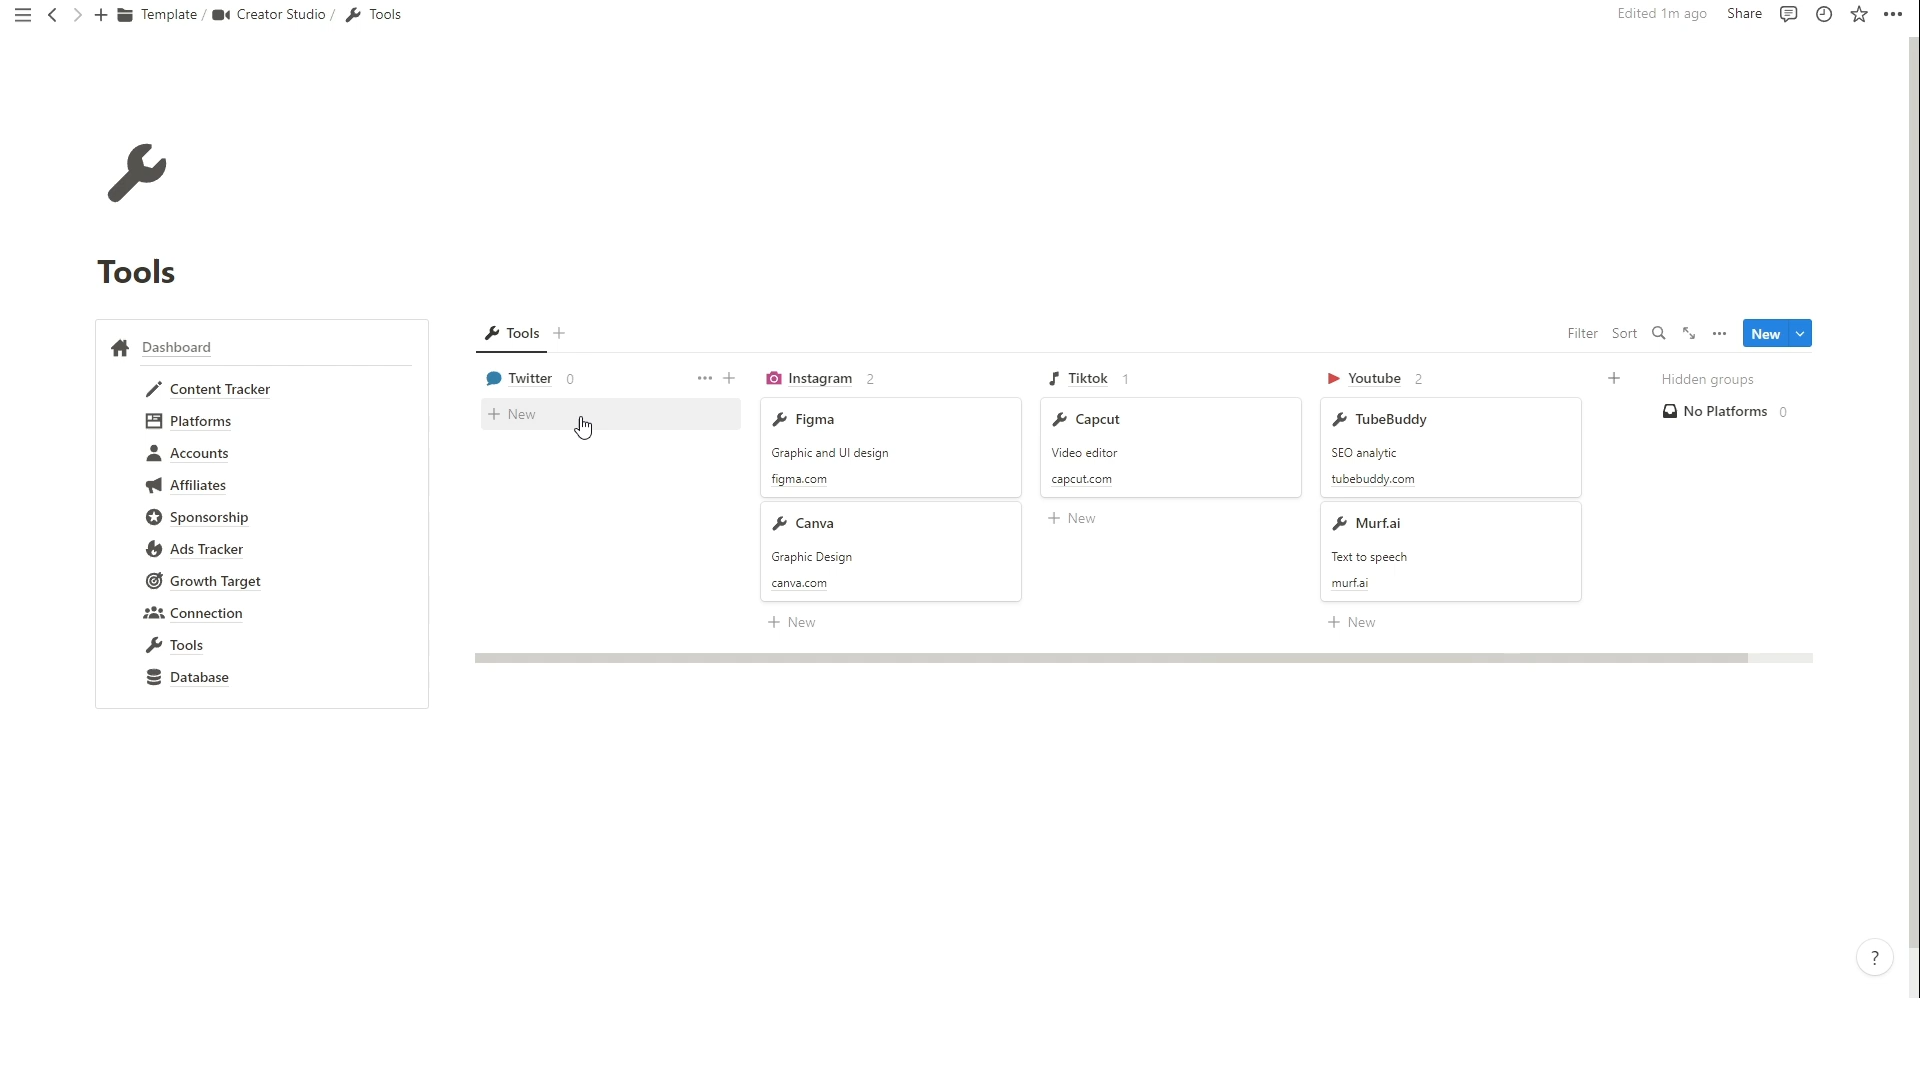 Template / Creator Studio / Tools
Edited 1m ago Share
Tools
Dashboard
Content Tracker
Platforms
Accounts
Affiliates
Sponsorship
Ads Tracker
Growth Target
Connection
Tools
Database
Tools
Filter Sort New
Twitter 0
New
Instagram 2
Figma
Graphic and UI design
figma.com
Canva
Graphic Design
canva.com
New
Tiktok 1
Capcut
Video editor
capcut.com
New
Youtube 2
TubeBuddy
SEO analytic
tubebuddy.com
Murf.ai
Text to speech
murf.ai
New
Hidden groups
No Platforms 0
?